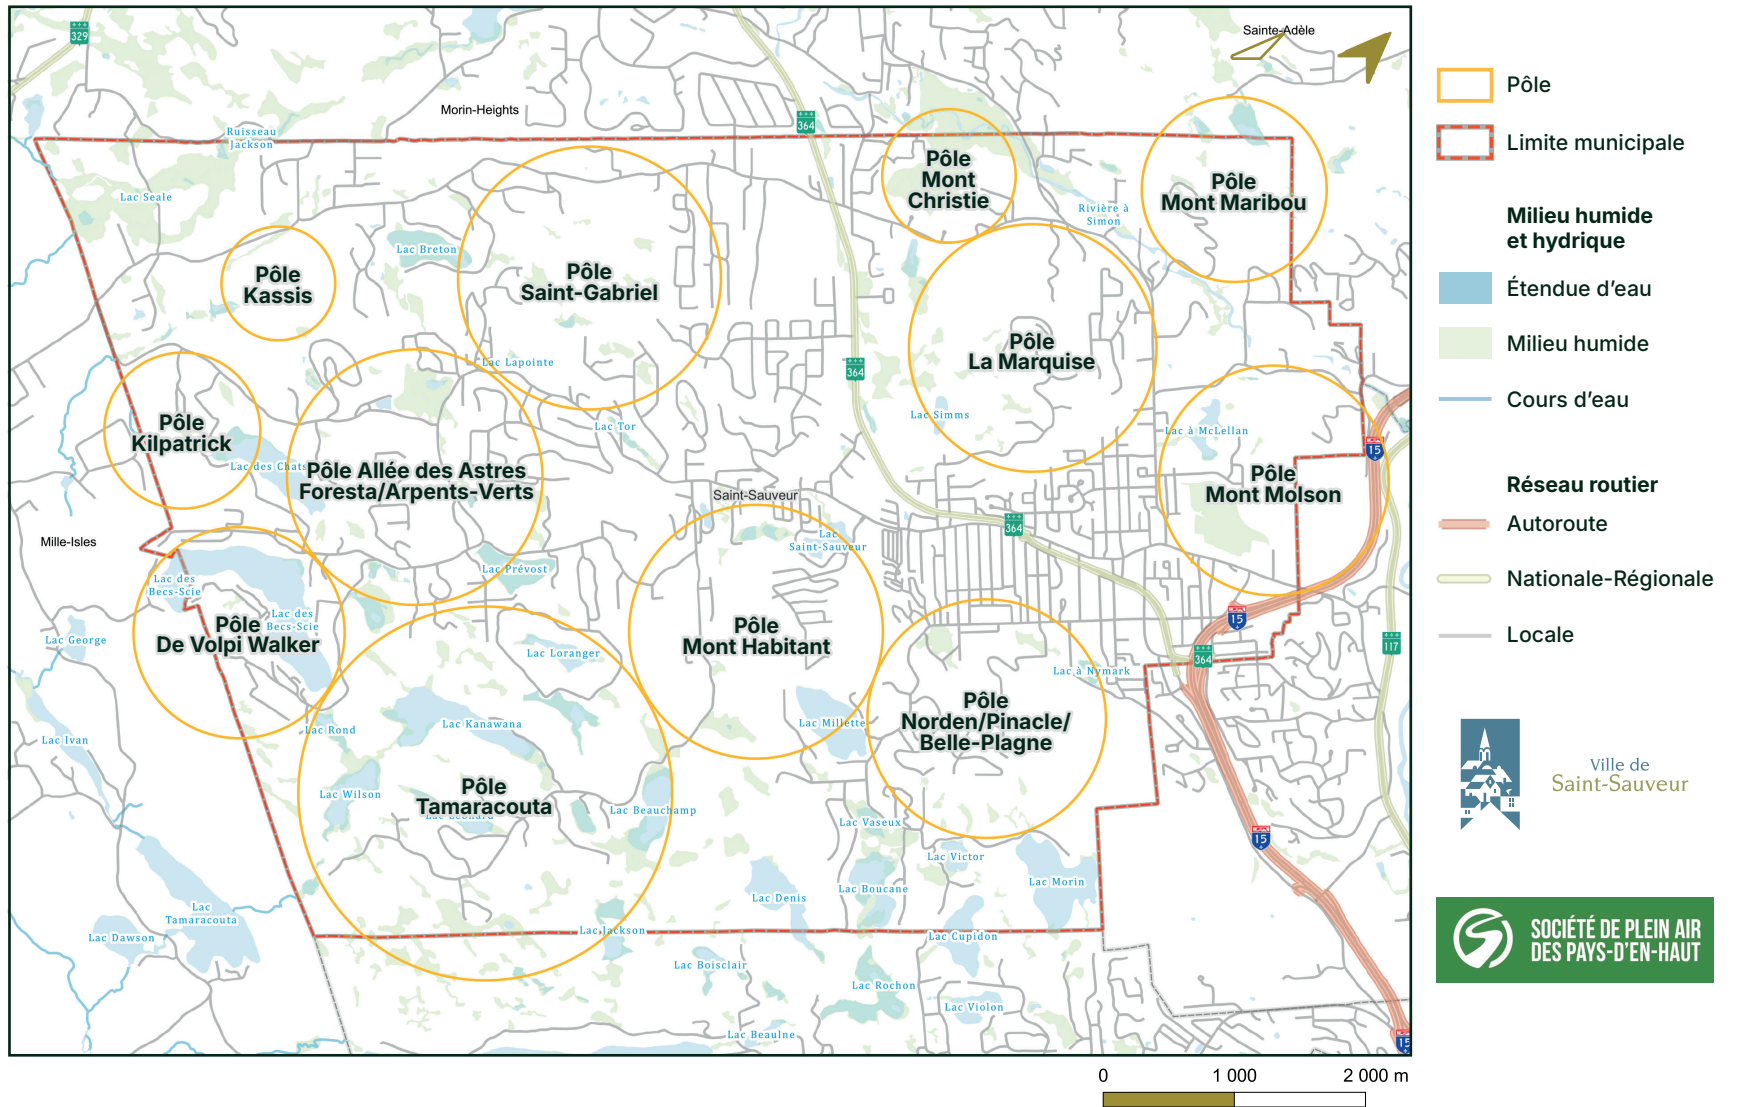 329
Sainte-Adèle
Morin-Heights
364
Ruisseau
Jackson
Pôle
Mont
Christie
Pôle
Mont Maribou
Lac Seale
Rivière à
Simon
Lac Breton
Pôle
Kassis
Pôle
Saint-Gabriel
Pôle
La Marquise
Lac Lapointe
364
Pôle
Kilpatrick
Lac Tor
Lac Simms
Lac à McLellan
15
Lac des Chats
Pôle Allée des Astres
Foresta/Arpents-Verts
Pôle
Mont Molson
Saint-Sauveur
364
Mille-Isles
Lac
Saint-Sauveur
Lac Prévost
Lac des
Becs-Scie
Lac des
Becs-Scie
15
Pôle
De Volpi Walker
Pôle
Mont Habitant
Lac George
Lac Loranger
364
117
Lac à Nymark
Pôle
Norden/Pinacle/
Belle-Plagne
Lac Rond
Lac Kanawana
Lac Millette
Lac Ivan
Pôle
Tamaracouta
Lac Wilson
Lac Léonard
Lac Beauchamp
Lac Vaseux
15
Lac Victor
Lac Morin
Lac Boucane
Lac Denis
Lac
Tamaracouta
Lac Dawson
Lac Jackson
Lac Cupidon
Lac Boisclair
Lac Rochon
Lac Violon
Lac Beaulne
15
0
1 000
2 000 m
Pôle
Limite municipale
Milieu humide
et hydrique
Étendue d'eau
Milieu humide
Cours d'eau
Réseau routier
Autoroute
Nationale-Régionale
Locale
Ville de
Saint-Sauveur
SOCIÉTÉ DE PLEIN AIR
DES PAYS-D'EN-HAUT